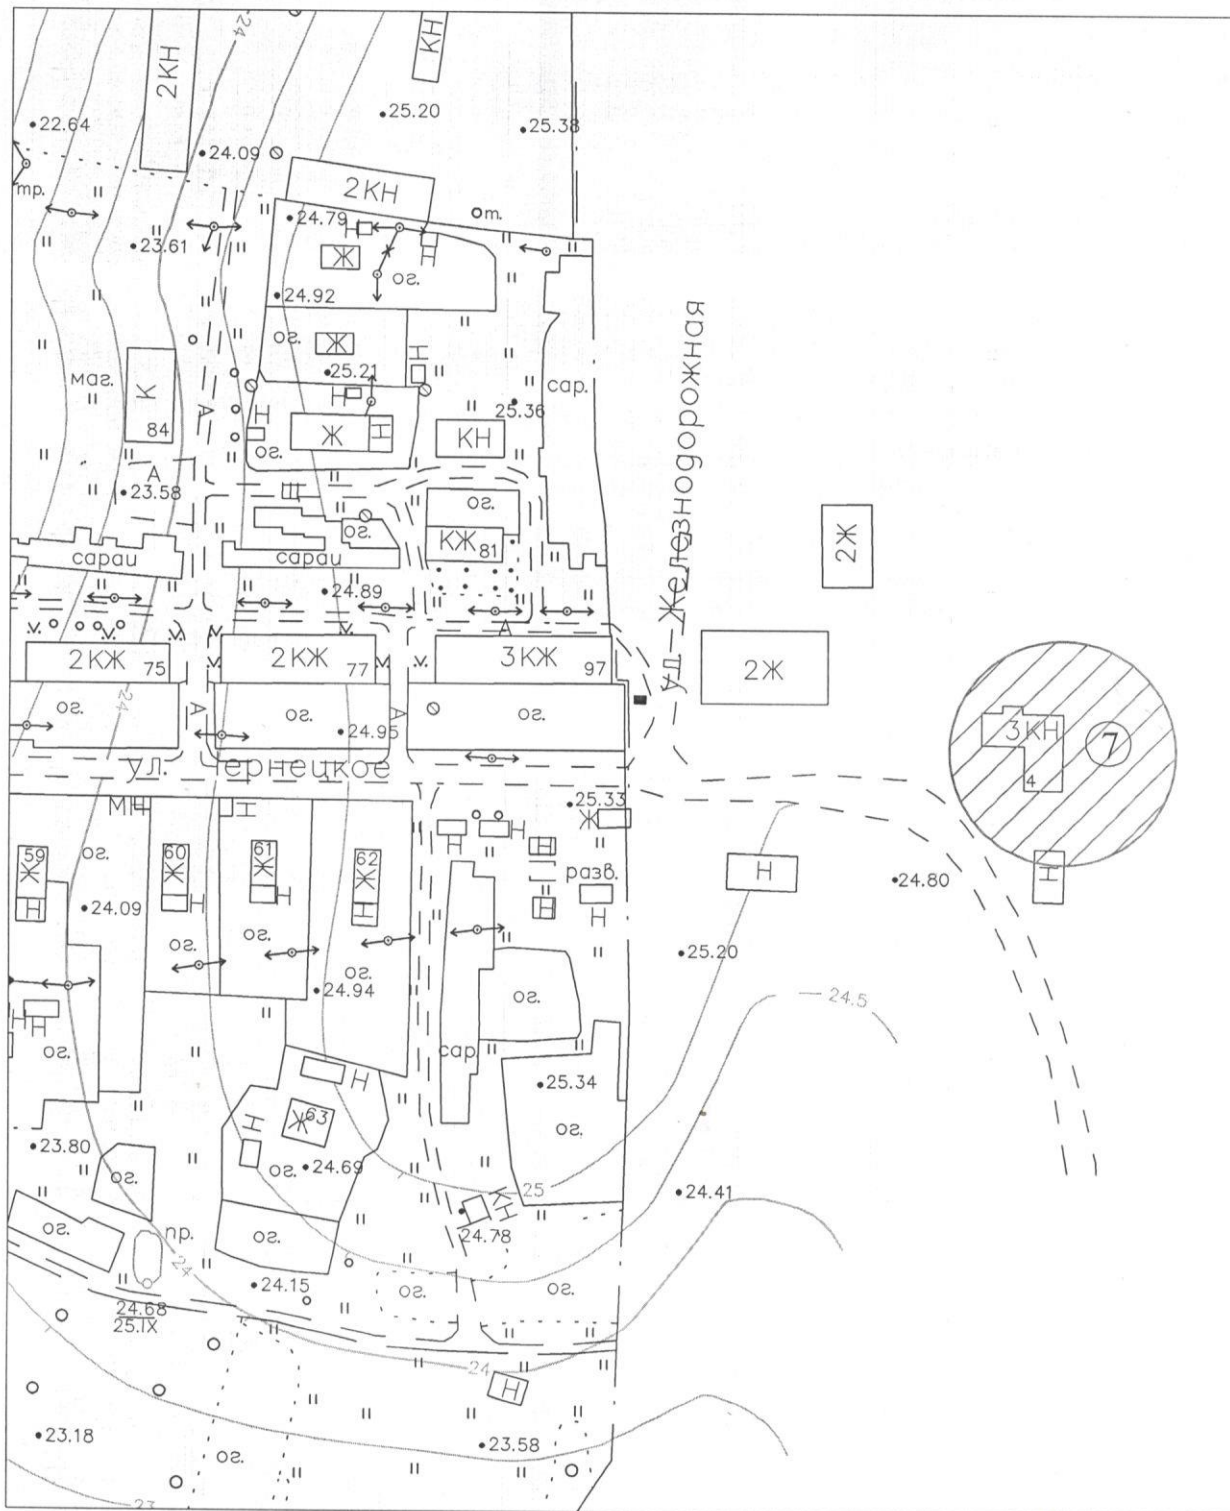 24
2КН
КН
22.64
25.20
25.38
24.09
тр.
2КН
от.
24.79
Н
Н
23.61
Ж
ог.
24.92
ог.
Ж
Н
маг.
К
84
25.21
сар.
Н
25.36
А
Н
Ж
Н
КН
ог.
ул. Железнодорожная
А
23.58
Ш
ог.
2Ж
ог.
КЖ
81
сараи
сараи
24.89
А
2КЖ
75
2КЖ
77
3КЖ
97
2Ж
24
ог.
А
ог.
А
ог.
24.95
3КН
4
7
ул. Тернецкое
МН
Н
25.33
Ж
Н
Н
59
Ж
Н
ог.
60
Ж
Н
61
Ж
Н
62
Ж
Н
Н
разв.
Н
Н
Н
Н
24.80
24.09
ог.
ог.
ог.
25.20
24.94
ог.
24.5
Н
Н
ог.
сар.
Н
25.34
Ж
63
Н
ог.
23.80
ог.
ог.
24.69
25
24.41
ог.
пр.
ог.
КН
24.78
24
24.15
ог.
ог.
24.68
25.IX
24
Н
23.18
ог.
23.58
23